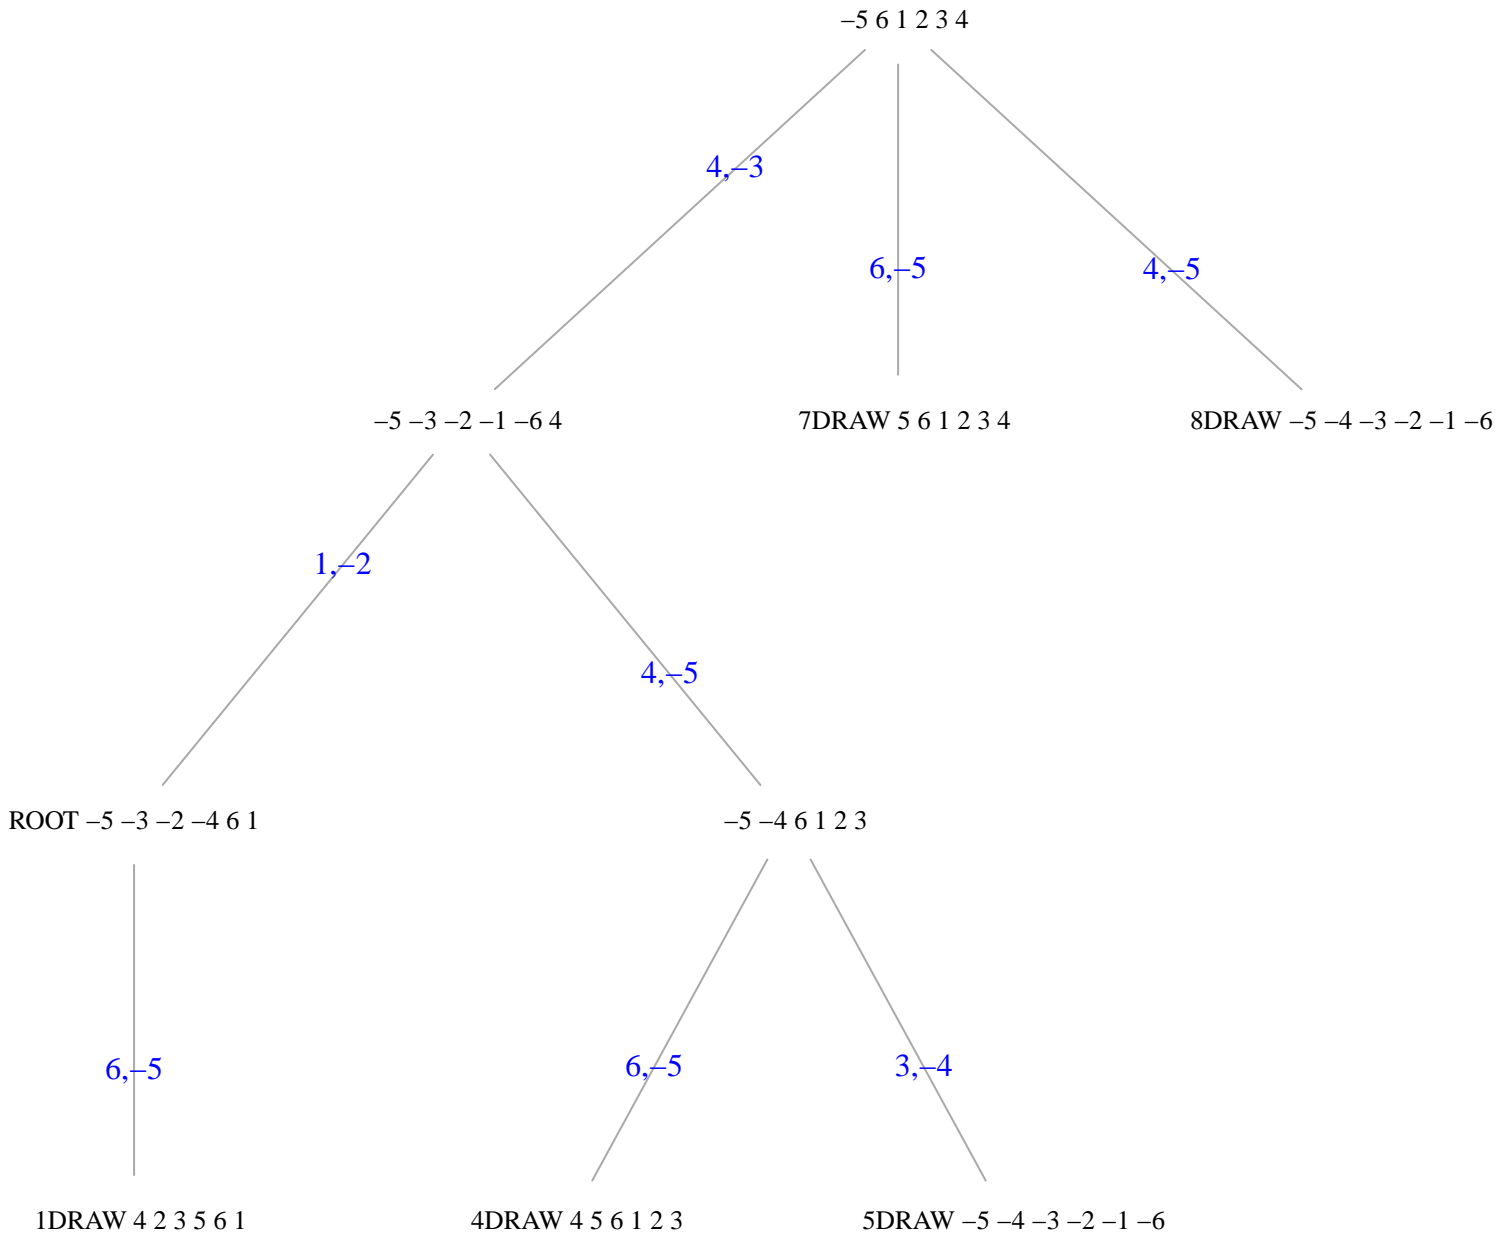 –5 6 1 2 3 4
4,–3
6,–5
4,–5
–5 –3 –2 –1 –6 4
7DRAW 5 6 1 2 3 4
8DRAW –5 –4 –3 –2 –1 –6
1,–2
4,–5
ROOT –5 –3 –2 –4 6 1
–5 –4 6 1 2 3
6,–5
6,–5
3,–4
1DRAW 4 2 3 5 6 1
4DRAW 4 5 6 1 2 3
5DRAW –5 –4 –3 –2 –1 –6